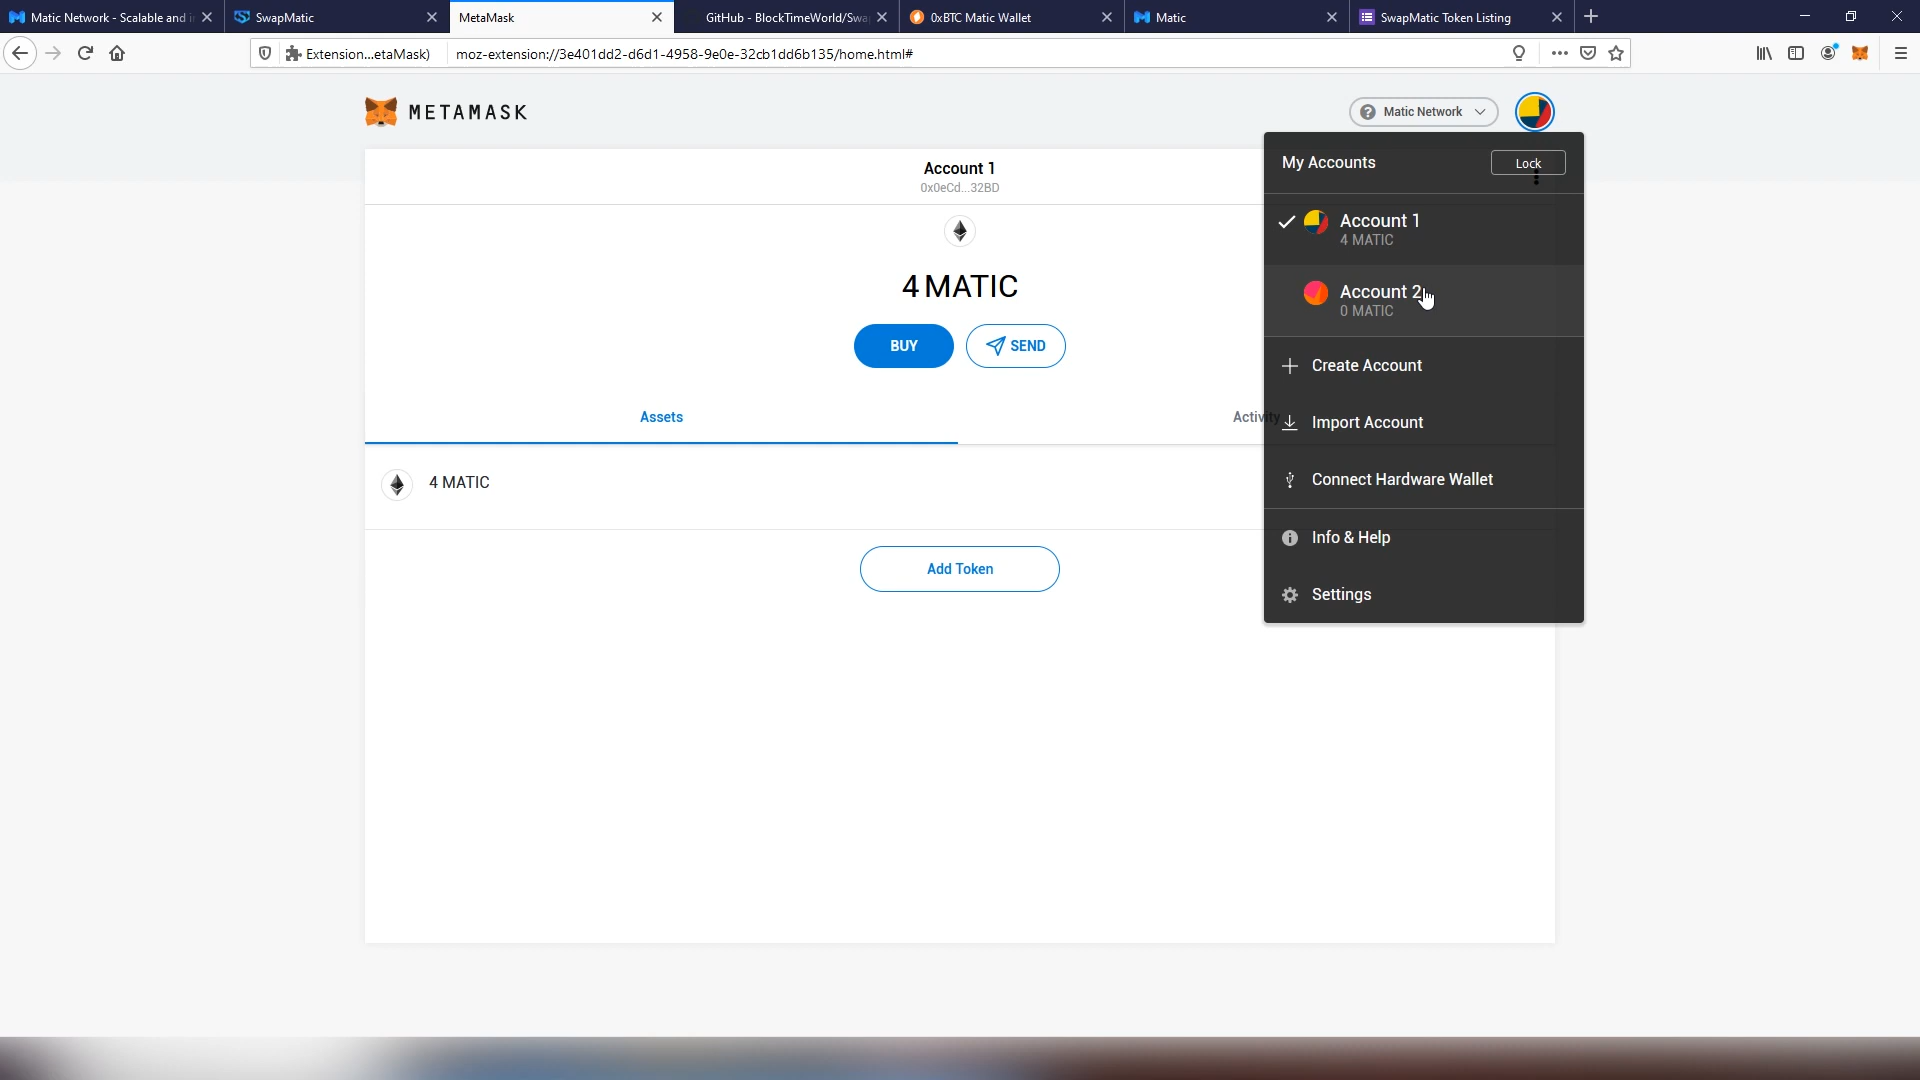 Matic Network - Scalable and i
SwapMatic
MetaMask
GitHub - BlockTimeWorld/Swa
0xBTC Matic Wallet
Matic
SwapMatic Token Listing
Extension...etaMask)
moz-extension://3e401dd2-d6d1-4958-9e0e-32cb1dd6b135/home.html#
METAMASK
Matic Network
Account 1
0x0eCd...32BD
4 MATIC
BUY
SEND
Assets
Activity
4 MATIC
Add Token
My Accounts
Lock
Account 1
4 MATIC
Account 2
0 MATIC
Create Account
Import Account
Connect Hardware Wallet
Info & Help
Settings